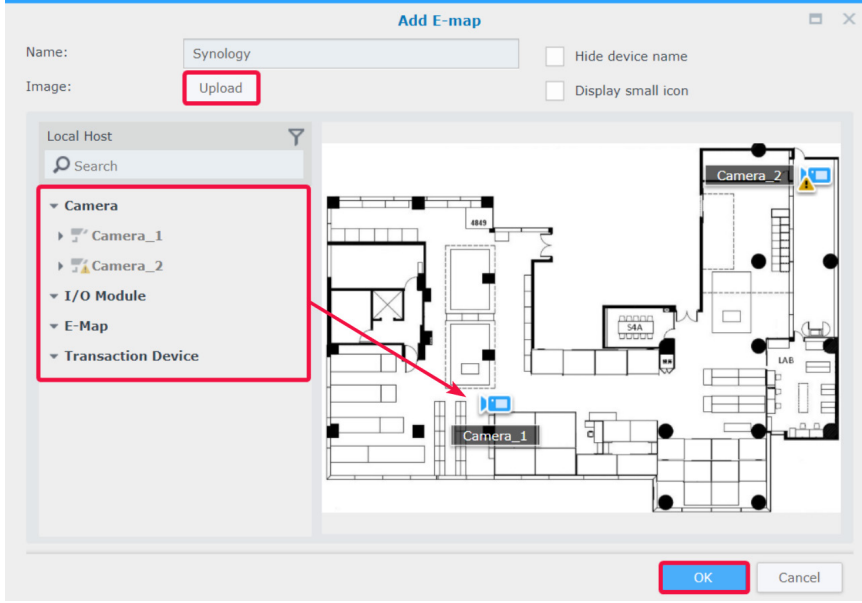 Add E-map
Name:
Synology
Hide device name
Image:
Upload
Display small icon
Local Host
Search
Camera
Camera_1
Camera_2
I/O Module
E-Map
Transaction Device
Camera_2
4849
S4A
LAB
Camera_1
OK
Cancel